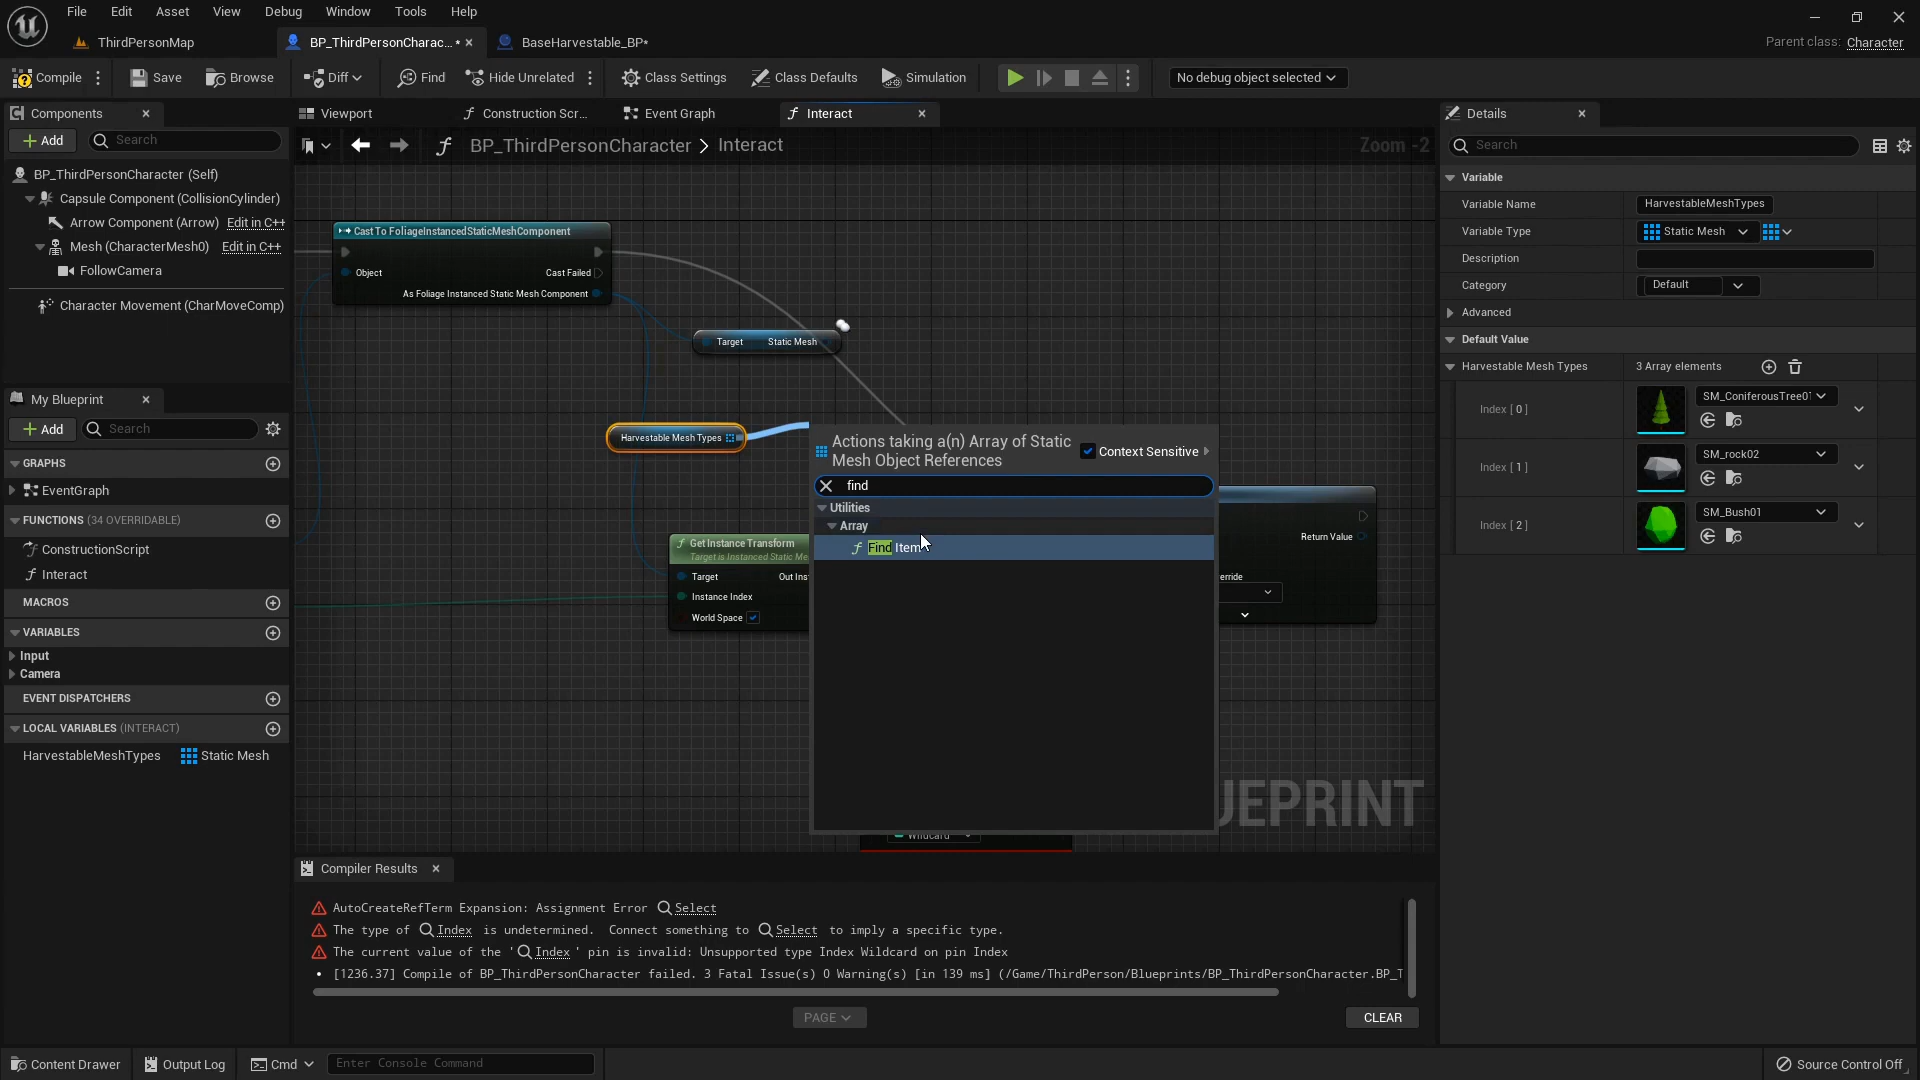 File Edit Asset View Debug Window Tools Help
ThirdPersonMap
BP_ThirdPersonCharac... *
BaseHarvestable_BP*
Parent class: Character
Compile
Save
Browse
Diff
Find
Hide Unrelated
Class Settings
Class Defaults
Simulation
No debug object selected
Components
Add
Search
BP_ThirdPersonCharacter (Self)
Capsule Component (CollisionCylinder)
Arrow Component (Arrow) Edit in C++
Mesh (CharacterMesh0) Edit in C++
FollowCamera
Character Movement (CharMoveComp)
My Blueprint
Add
Search
GRAPHS
EventGraph
FUNCTIONS (34 OVERRIDABLE)
ConstructionScript
Interact
MACROS
VARIABLES
Input
Camera
EVENT DISPATCHERS
LOCAL VARIABLES (INTERACT)
HarvestableMeshTypes Static Mesh
Viewport
Construction Scr...
Event Graph
Interact
BP_ThirdPersonCharacter > Interact
Zoom -2
Cast To FoliageInstancedStaticMeshComponent
Object
Cast Failed
As Foliage Instanced Static Mesh Component
Target Static Mesh
Harvestable Mesh Types
Get Instance Transform
Target is Instanced Static Me
Target Out Inst
Instance Index
World Space
Actions taking a(n) Array of Static
Mesh Object References
Context Sensitive
find
Utilities
Array
Find Item
Return Value
erride
Wildcard
UEPRINT
Compiler Results
AutoCreateRefTerm Expansion: Assignment Error Select
The type of Index is undetermined. Connect something to Select to imply a specific type.
The current value of the ' Index ' pin is invalid: Unsupported type Index Wildcard on pin Index
[1236.37] Compile of BP_ThirdPersonCharacter failed. 3 Fatal Issue(s) 0 Warning(s) [in 139 ms] (/Game/ThirdPerson/Blueprints/BP_ThirdPersonCharacter.BP_T
PAGE
CLEAR
Details
Search
Variable
Variable Name HarvestableMeshTypes
Variable Type Static Mesh
Description
Category Default
Advanced
Default Value
Harvestable Mesh Types 3 Array elements
Index [ 0 ] SM_ConiferousTree01
Index [ 1 ] SM_rock02
Index [ 2 ] SM_Bush01
Content Drawer
Output Log
Cmd
Enter Console Command
Source Control Off